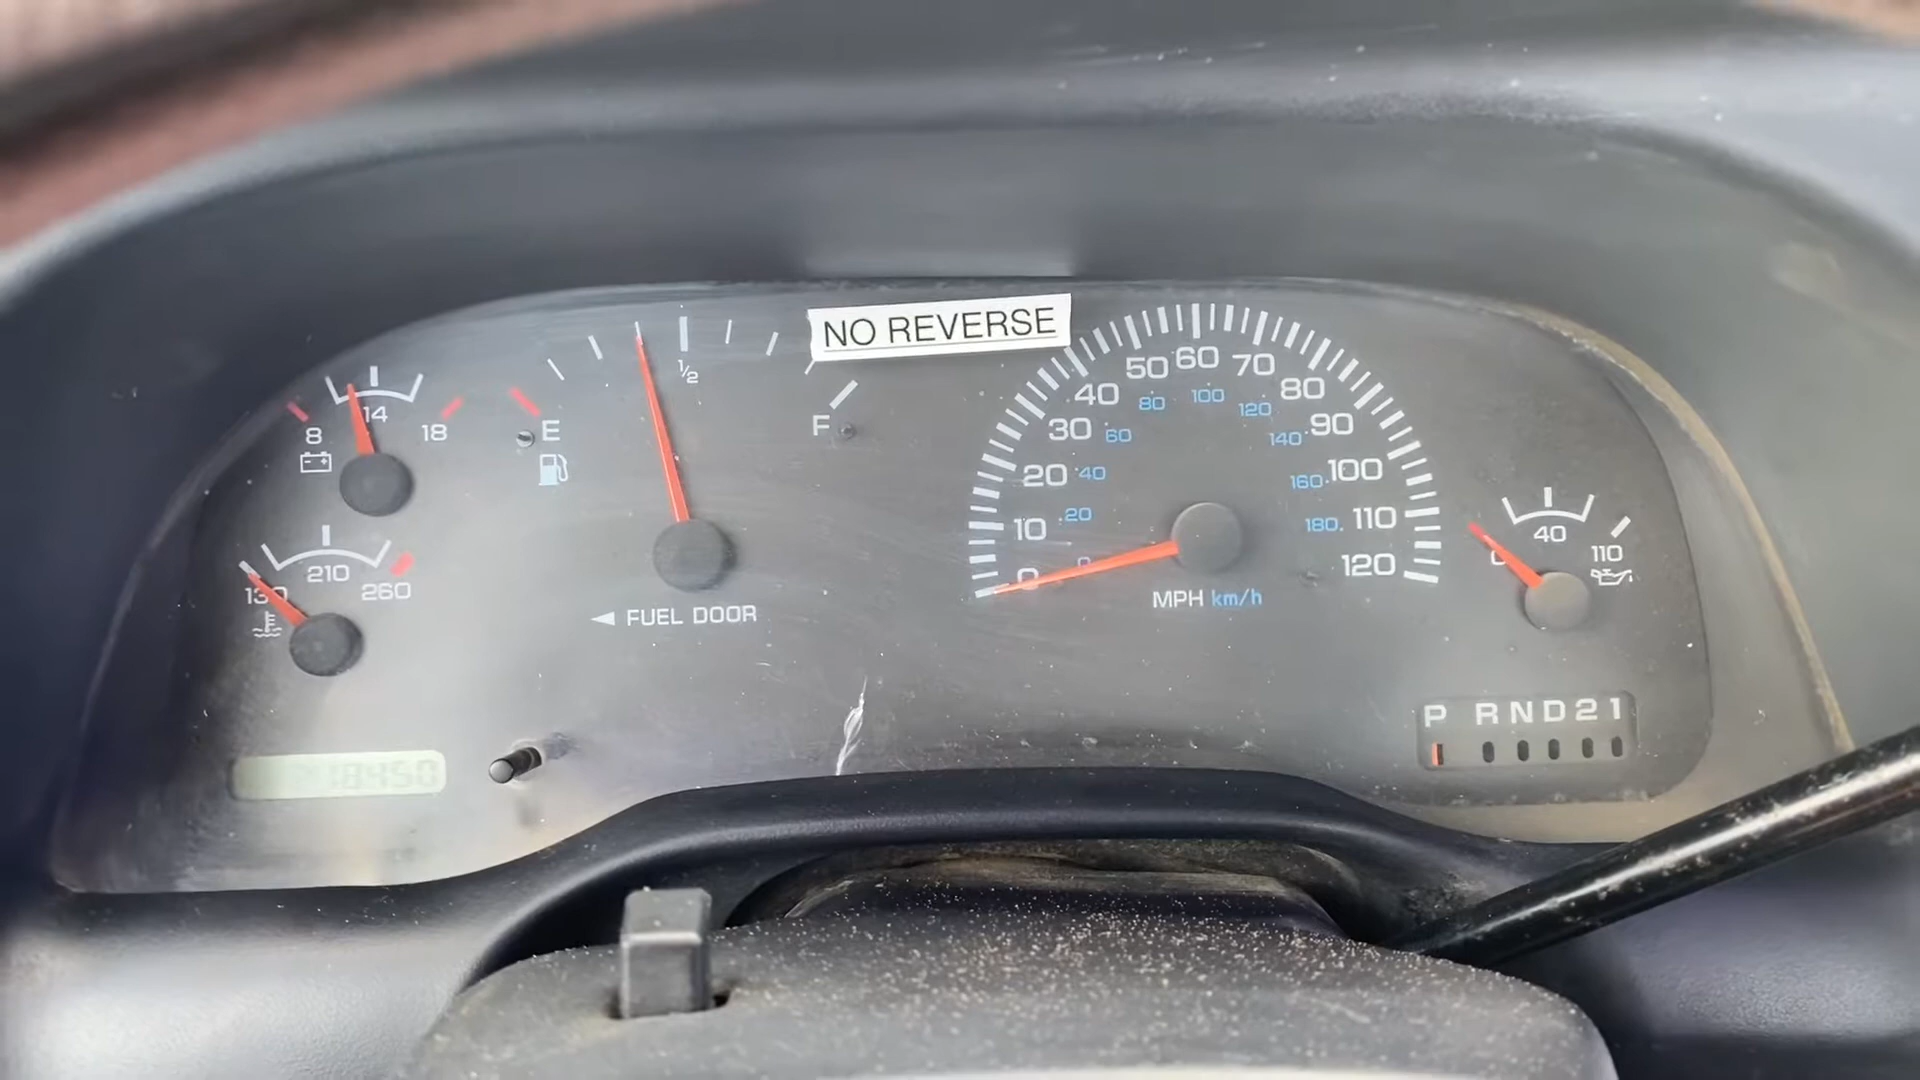 NO REVERSE
8 14 18
E 1/2 F
130 210 260
FUEL DOOR
0 10 20 30 40 50 60 70 80 90 100 110 120
0 20 40 60 80 100 120 140 160 180
MPH km/h
0 40 110
P RND21